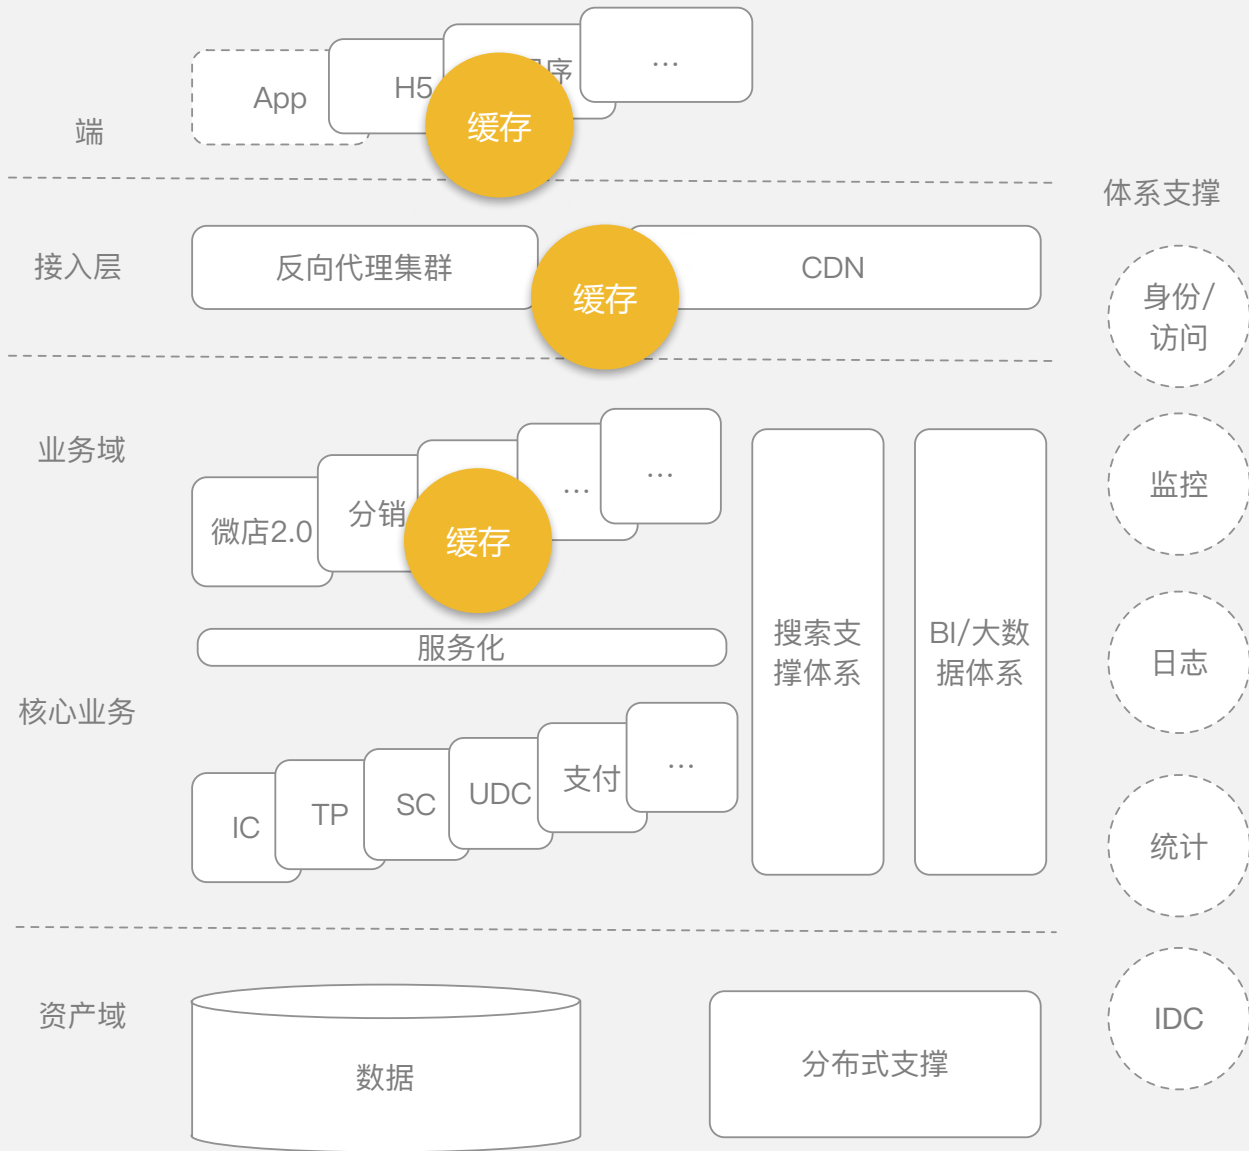 端
App
H5
序
…
缓存
体系支撑
接入层
反向代理集群
缓存
CDN
身份/
访问
业务域
微店2.0
分销
缓存
…
…
监控
服务化
搜索支
撑体系
BI/大数
据体系
日志
核心业务
IC
TP
SC
UDC
支付
…
统计
资产域
数据
分布式支撑
IDC